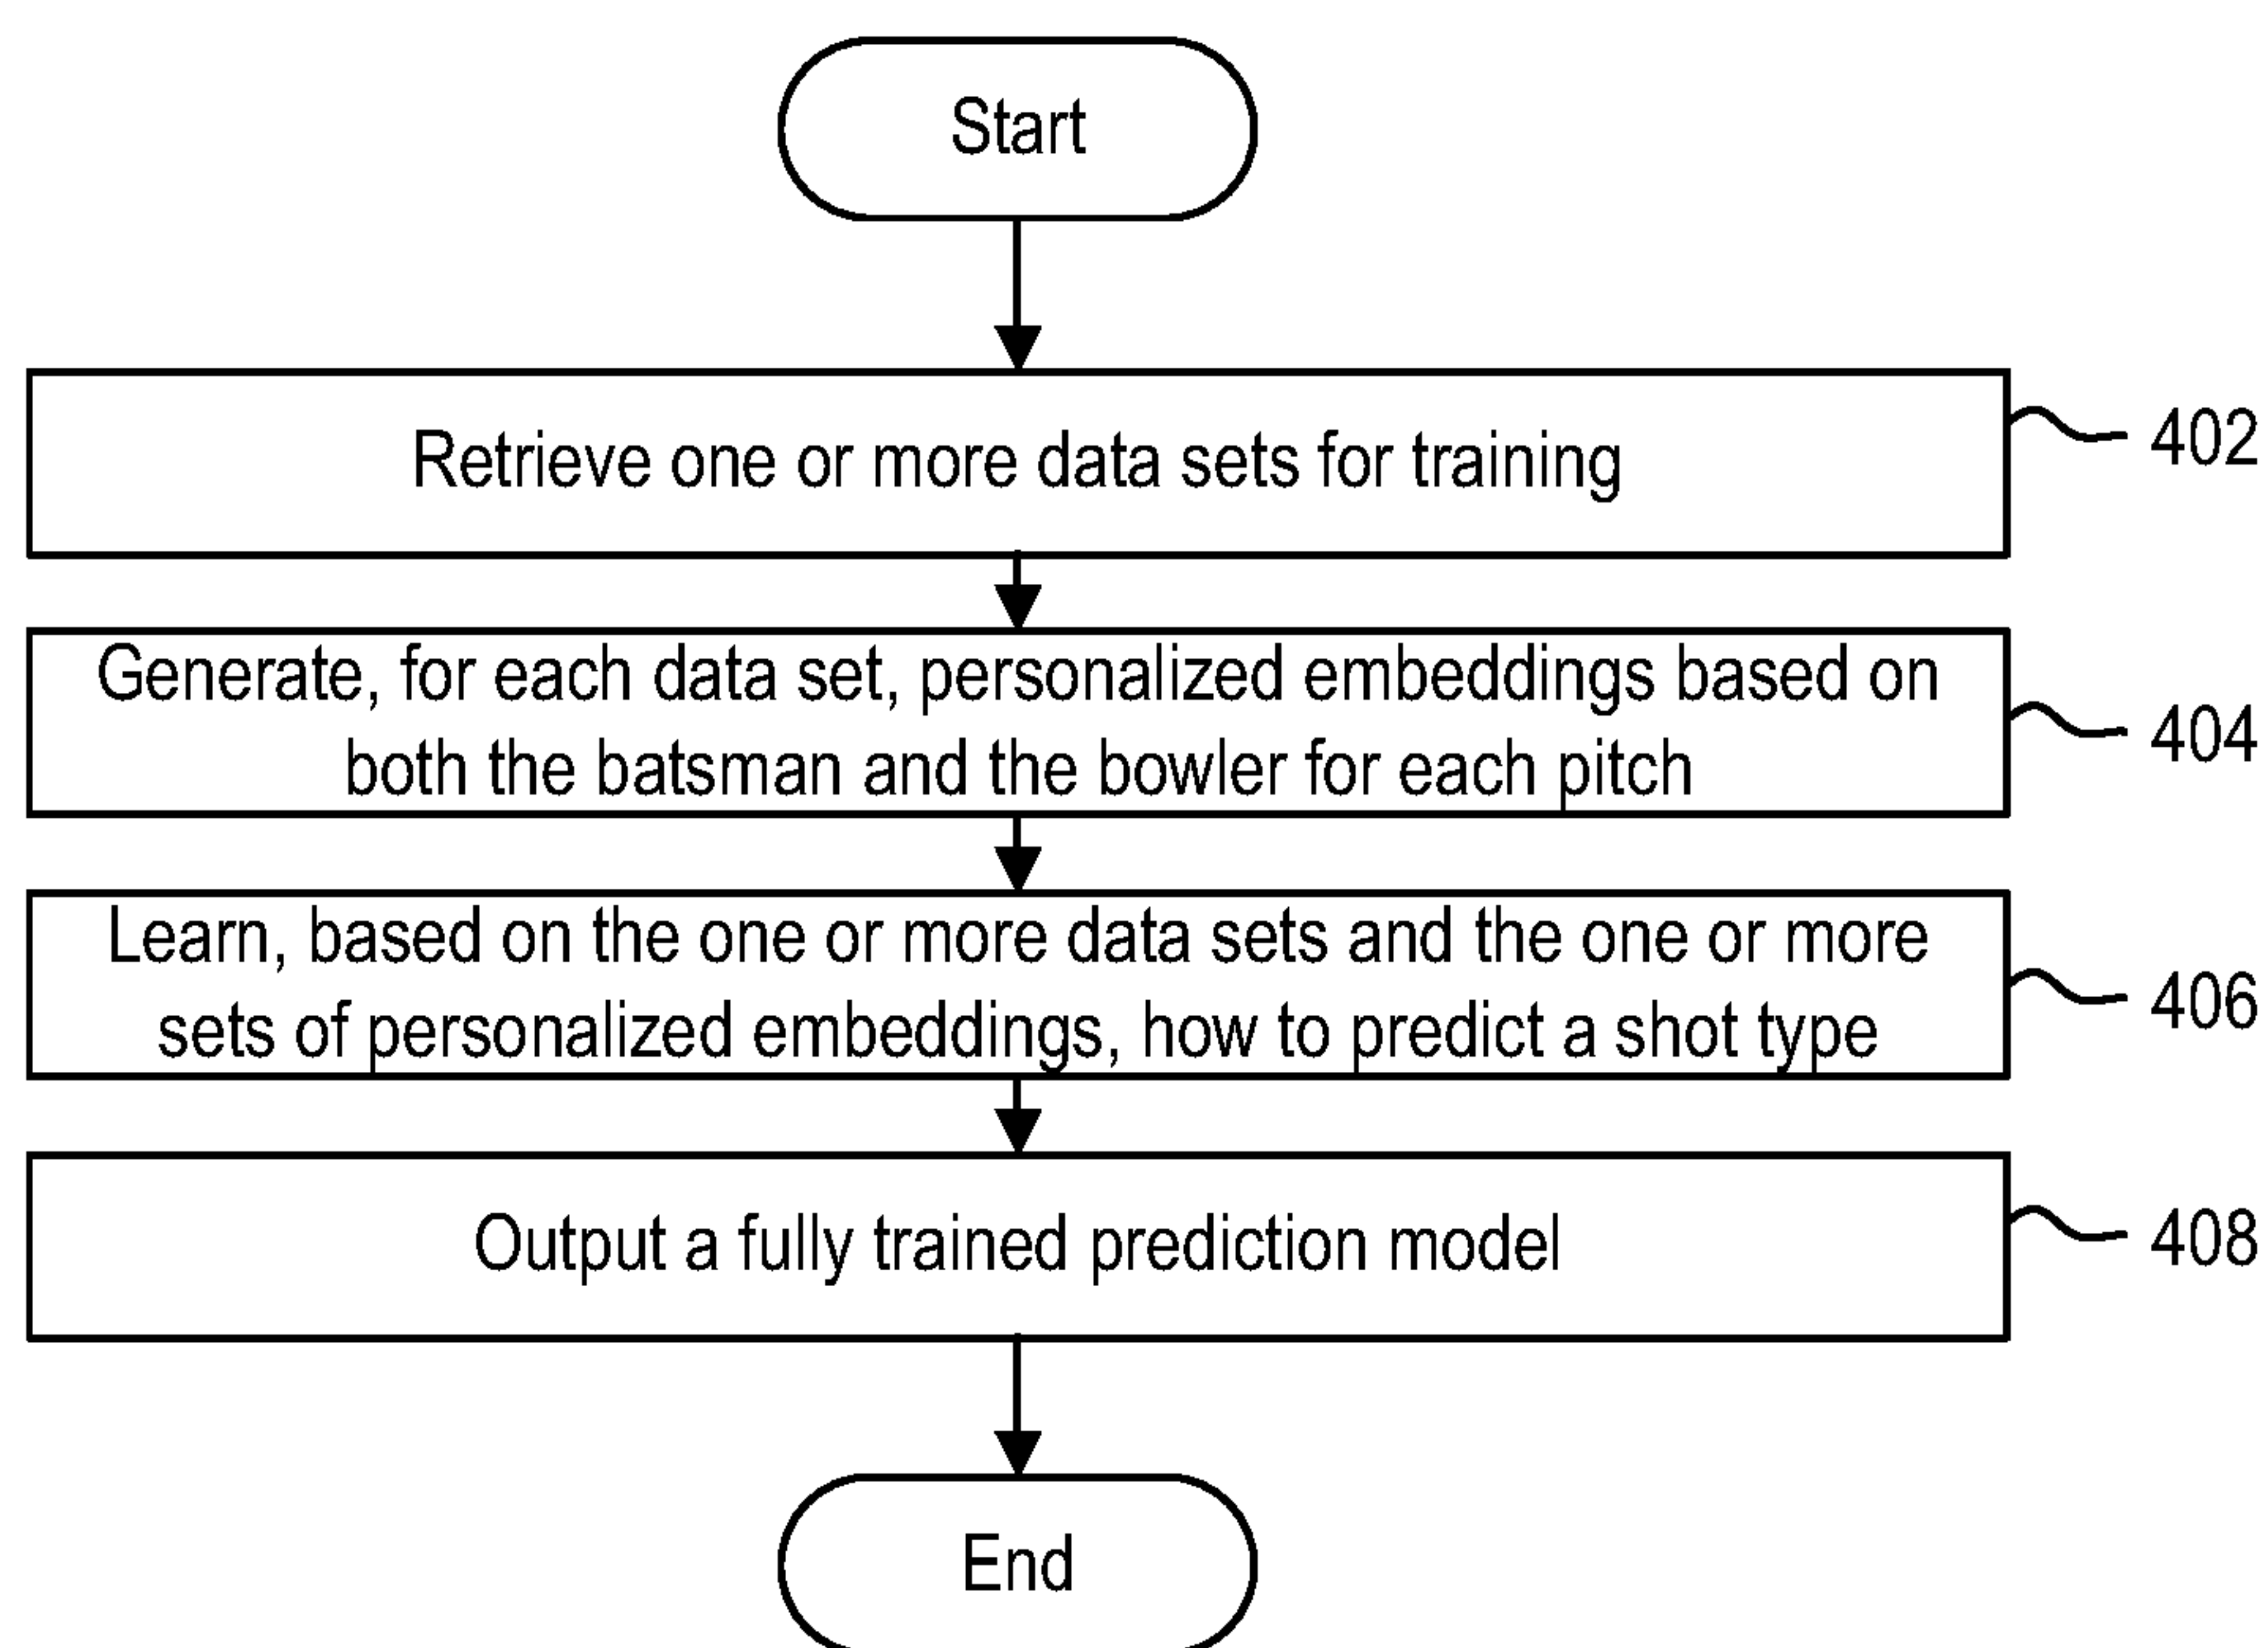 Start
Retrieve one or more data sets for training
402
Generate, for each data set, personalized embeddings based on
both the batsman and the bowler for each pitch
404
Learn, based on the one or more data sets and the one or more
sets of personalized embeddings, how to predict a shot type
406
Output a fully trained prediction model
408
End